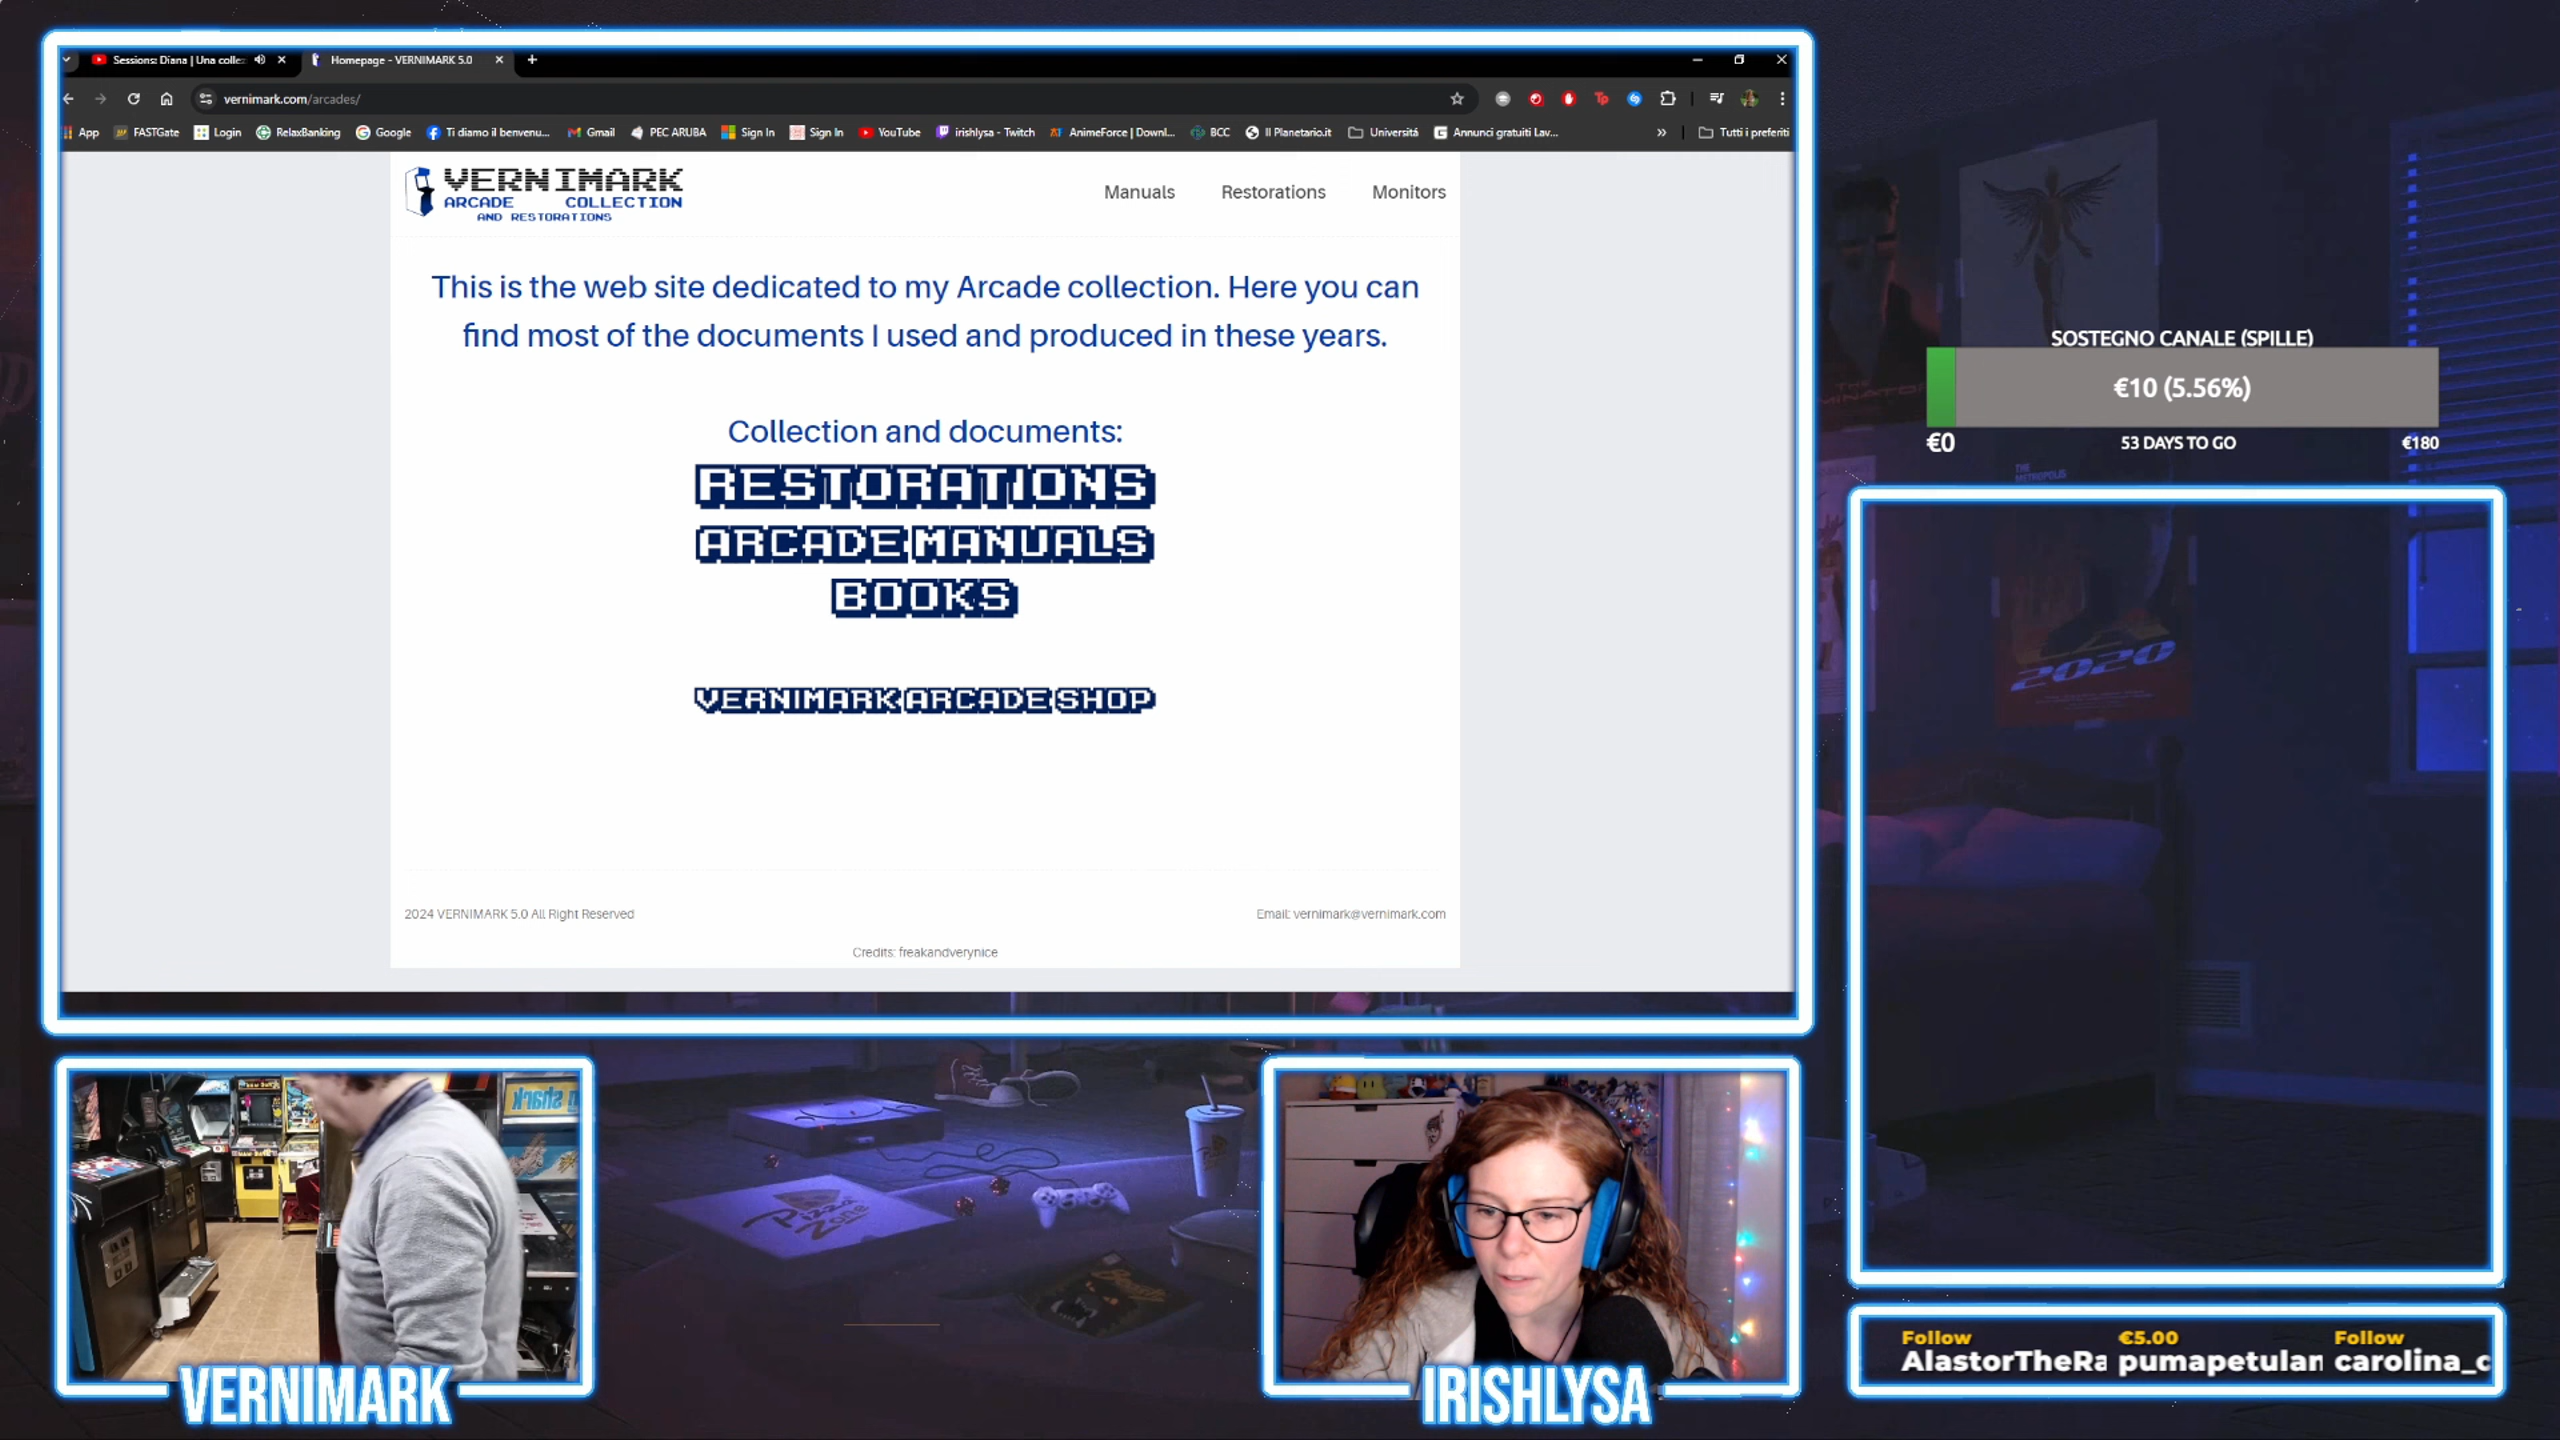 Sessions: Diana | Una colle
Homepage - VERNIMARK 5.0
vernimark.com/arcades/
App
FASTGate
Login
RelaxBanking
Google
Ti diamo il benvenu...
Gmail
PEC ARUBA
Sign In
Sign In
YouTube
irishlysa - Twitch
AnimeForce | Downl...
BCC
Il Planetario.it
Università
Annunci gratuiti Lav...
»
Tutti i preferiti
VERNIMARK
ARCADE COLLECTION
AND RESTORATIONS
Manuals
Restorations
Monitors
This is the web site dedicated to my Arcade collection. Here you can
find most of the documents I used and produced in these years.
Collection and documents:
RESTORATIONS
ARCADE MANUALS
BOOKS
VERNIMARK ARCADE SHOP
2024 VERNIMARK 5.0 All Right Reserved
Email: vernimark@vernimark.com
Credits: freakandverynice
SOSTEGNO CANALE (SPILLE)
€10 (5.56%)
€0
53 DAYS TO GO
€180
THE
METROPOLIS
2020
Pizza
Zone
VERNIMARK
IRISHLYSA
Follow
AlastorTheRa
€5.00
pumapetulan
Follow
carolina_c